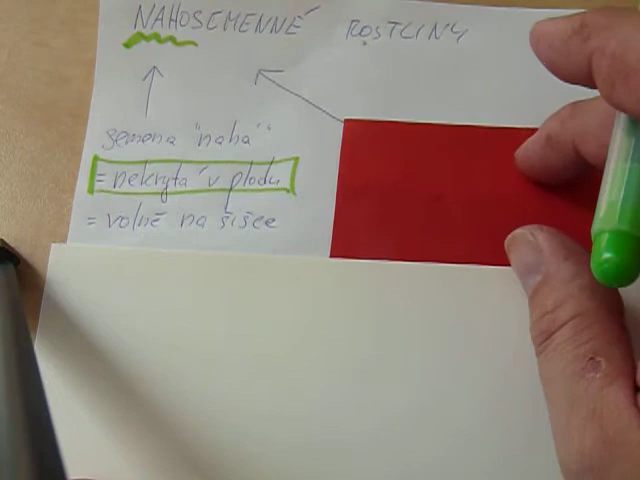 NAHOSEMENNÉ ROSTLINY
semena "nahá"
= nekrytá v plodu
= volně na šišce